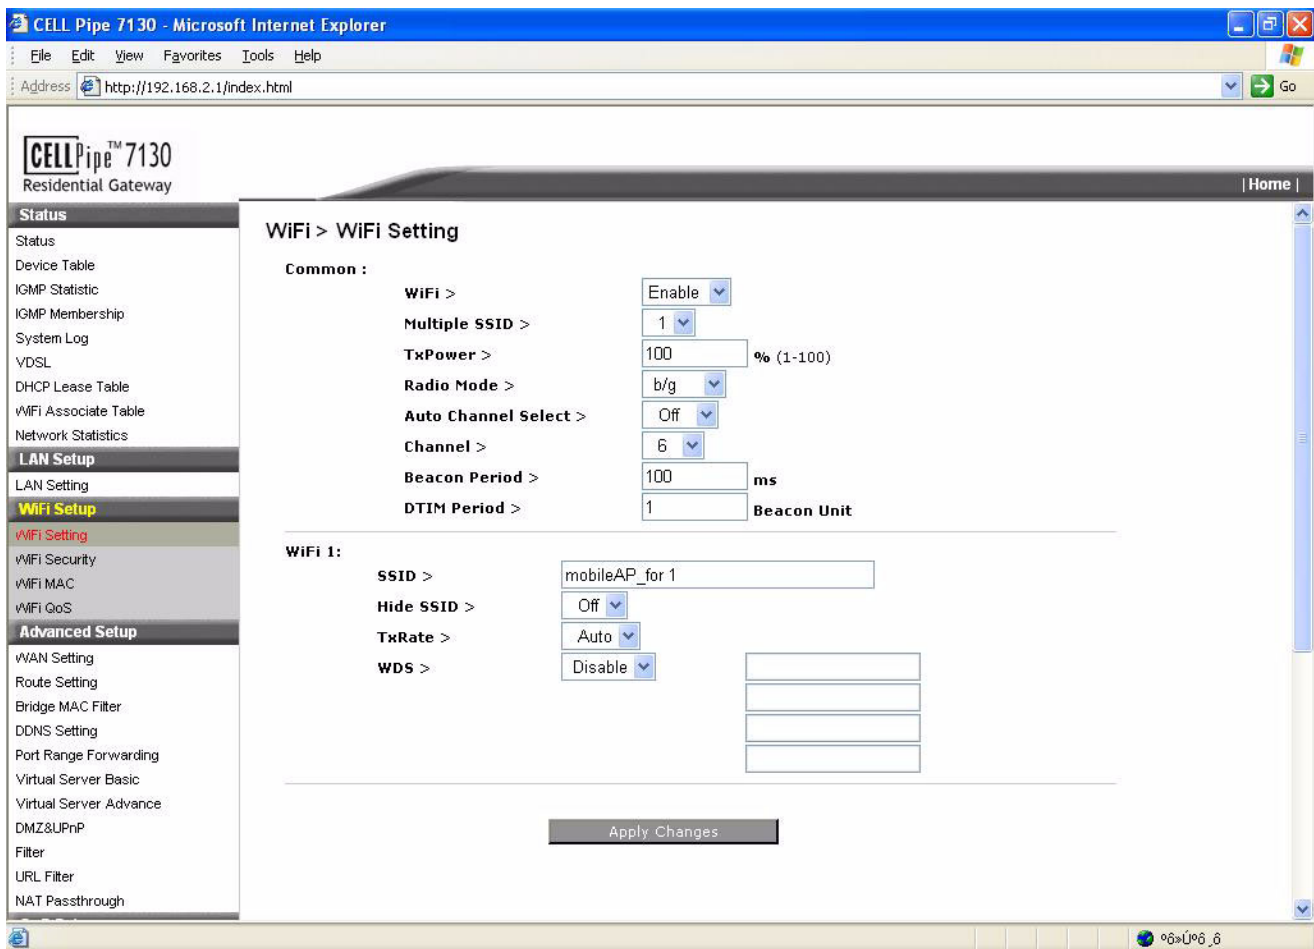 CELL Pipe 7130 - Microsoft Internet Explorer
File Edit View Favorites Tools Help
Address http://192.168.2.1/index.html Go
CELLPipe™ 7130
Residential Gateway
| Home |
Status
Status
Device Table
IGMP Statistic
IGMP Membership
System Log
VDSL
DHCP Lease Table
WiFi Associate Table
Network Statistics
LAN Setup
LAN Setting
WiFi Setup
WiFi Setting
WiFi Security
WiFi MAC
WiFi QoS
Advanced Setup
WAN Setting
Route Setting
Bridge MAC Filter
DDNS Setting
Port Range Forwarding
Virtual Server Basic
Virtual Server Advance
DMZ&UPnP
Filter
URL Filter
NAT Passthrough
WiFi > WiFi Setting
Common :
WiFi > Enable
Multiple SSID > 1
TxPower > 100 % (1-100)
Radio Mode > b/g
Auto Channel Select > Off
Channel > 6
Beacon Period > 100 ms
DTIM Period > 1 Beacon Unit
WiFi 1:
SSID > mobileAP_for 1
Hide SSID > Off
TxRate > Auto
WDS > Disable
Apply Changes